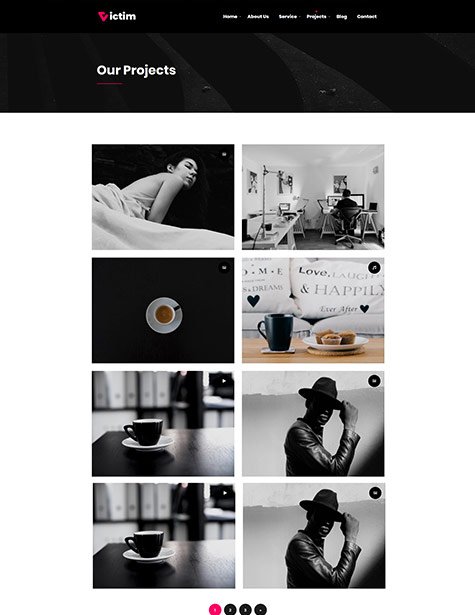 Victim
Home About Us Service Projects Blog Contact
Our Projects
O M E
Love, LAUGH
DREAMS
& HAPPILY
Ever After
1 2 3